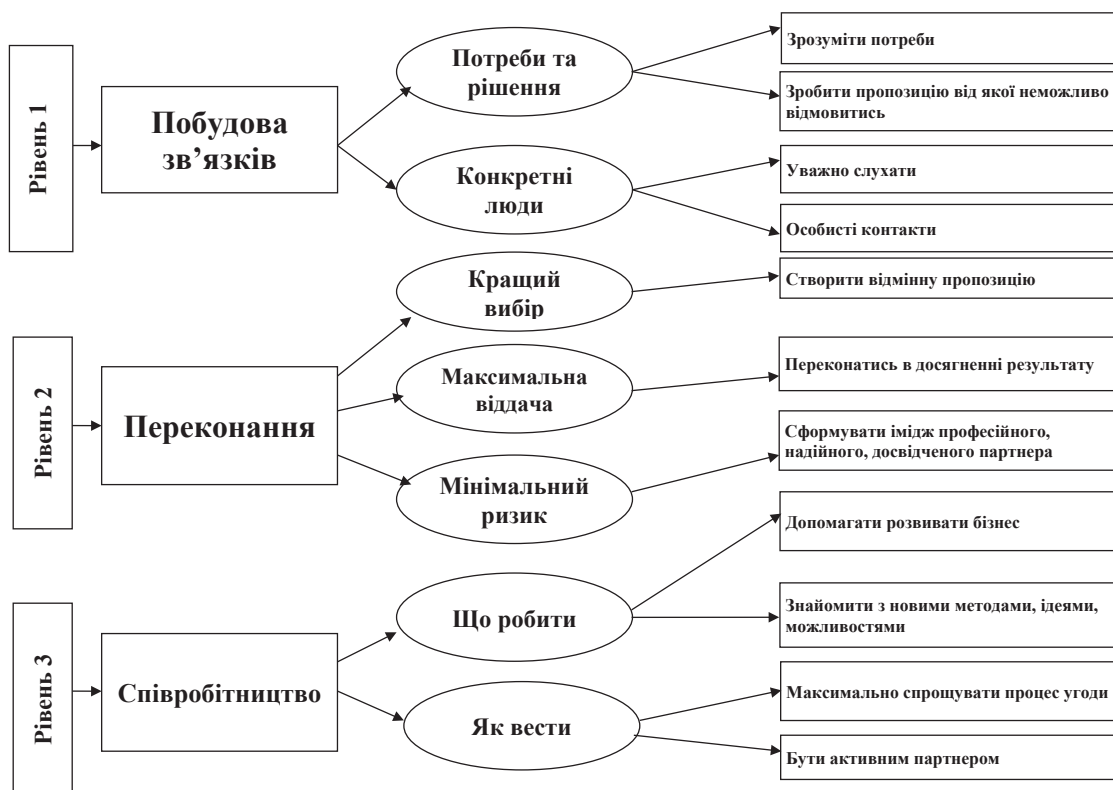 Рівень 1
Побудова
зв’язків
Потреби та
рішення
Зрозуміти потреби
Зробити пропозицію від якої неможливо
відмовитись
Конкретні
люди
Уважно слухати
Особисті контакти
Рівень 2
Переконання
Кращий
вибір
Створити відмінну пропозицію
Максимальна
віддача
Переконатись в досягненні результату
Мінімальний
ризик
Сформувати імідж професійного,
надійного, досвідченого партнера
Рівень 3
Співробітництво
Що робити
Допомагати розвивати бізнес
Знайомити з новими методами, ідеями,
можливостями
Як вести
Максимально спрощувати процес угоди
Бути активним партнером